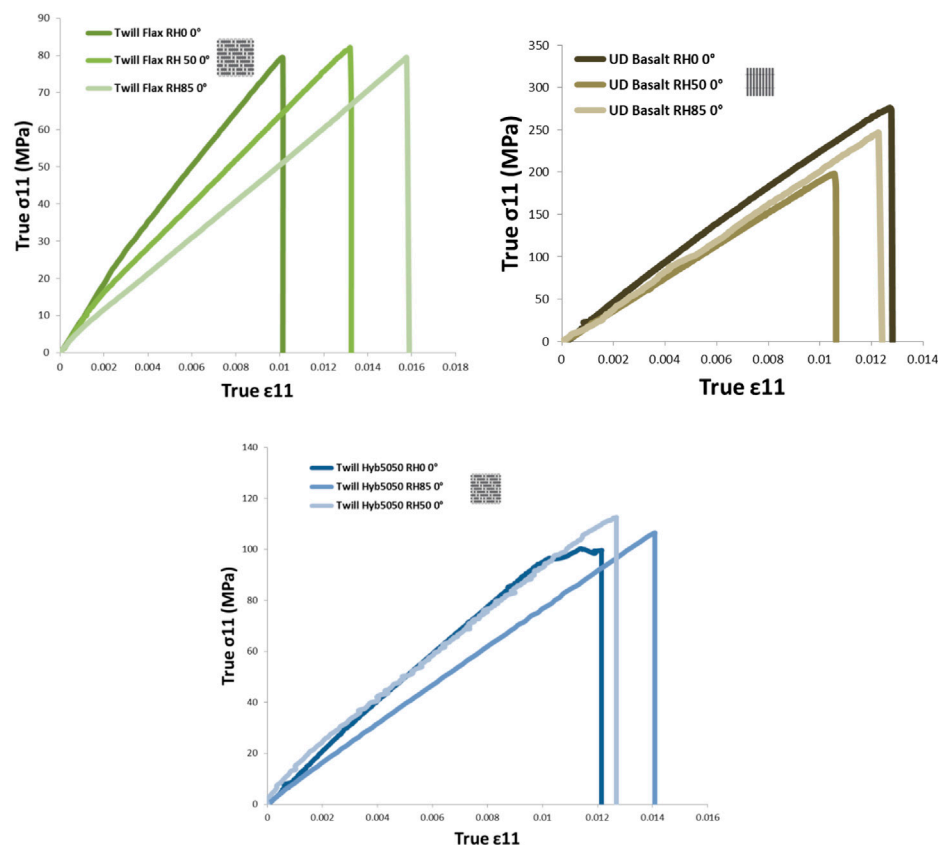 90
80
70
60
50
40
30
20
10
0
True σ11 (MPa)
Twill Flax RH0 0°
Twill Flax RH 50 0°
Twill Flax RH85 0°
0 0.002 0.004 0.006 0.008 0.01 0.012 0.014 0.016 0.018
True ε11
350
300
250
200
150
100
50
0
True σ11 (MPa)
UD Basalt RH0 0°
UD Basalt RH50 0°
UD Basalt RH85 0°
0 0.002 0.004 0.006 0.008 0.01 0.012 0.014
True ε11
140
120
100
80
60
40
20
0
True σ11 (MPa)
Twill Hyb5050 RH0 0°
Twill Hyb5050 RH85 0°
Twill Hyb5050 RH50 0°
0 0.002 0.004 0.006 0.008 0.01 0.012 0.014 0.016
True ε11